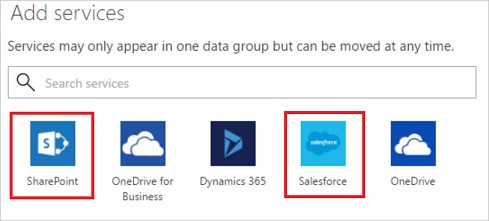 Add services
Services may only appear in one data group but can be moved at any time.
Search services
S
salesforce
SharePoint
OneDrive for
Business
Dynamics 365
Salesforce
OneDrive